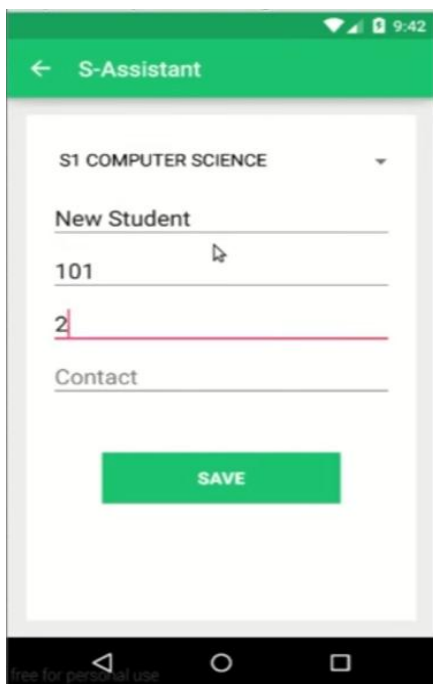 9:42
S-Assistant
S1 COMPUTER SCIENCE
New Student
101
2
Contact
SAVE
free for personal use